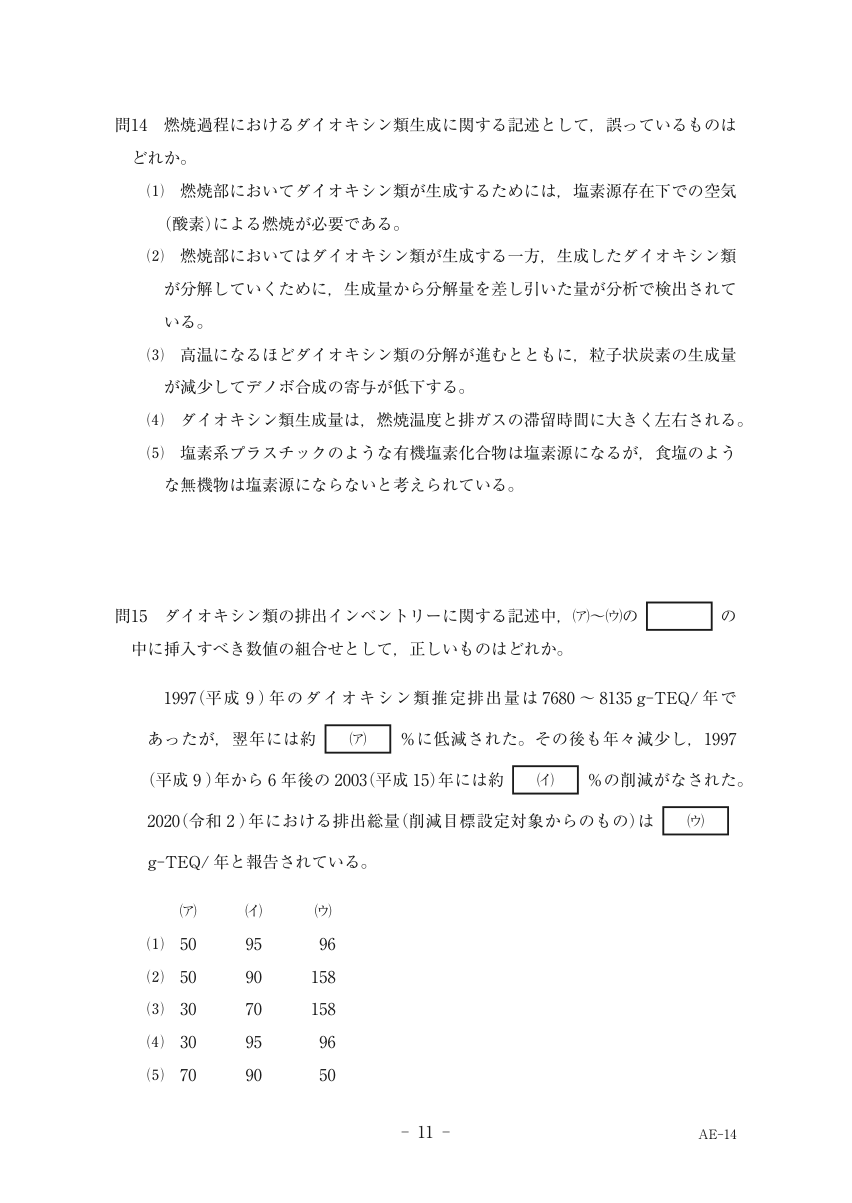 問14　燃焼過程におけるダイオキシン類生成に関する記述として，誤っているものは
どれか。
⑴　燃焼部においてダイオキシン類が生成するためには，塩素源存在下での空気
(酸素)による燃焼が必要である。
⑵　燃焼部においてはダイオキシン類が生成する一方，生成したダイオキシン類
が分解していくために，生成量から分解量を差し引いた量が分析で検出されて
いる。
⑶　高温になるほどダイオキシン類の分解が進むとともに，粒子状炭素の生成量
が減少してデノボ合成の寄与が低下する。
⑷　ダイオキシン類生成量は，燃焼温度と排ガスの滞留時間に大きく左右される。
⑸　塩素系プラスチックのような有機塩素化合物は塩素源になるが，食塩のよう
な無機物は塩素源にならないと考えられている。
問15　ダイオキシン類の排出インベントリーに関する記述中，(ア)～(ウ)の　　　の
中に挿入すべき数値の組合せとして，正しいものはどれか。
1997(平成 9 )年のダイオキシン類推定排出量は 7680 ～ 8135 g-TEQ/ 年で
あったが，翌年には約 (ア) ％に低減された。その後も年々減少し，1997
(平成 9 )年から 6 年後の 2003(平成 15)年には約 (イ) ％の削減がなされた。
2020(令和 2 )年における排出総量(削減目標設定対象からのもの)は (ウ)
g-TEQ/ 年と報告されている。
(ア)　(イ)　(ウ)
⑴　50　95　96
⑵　50　90　158
⑶　30　70　158
⑷　30　95　96
⑸　70　90　50
－ 11 －
AE-14